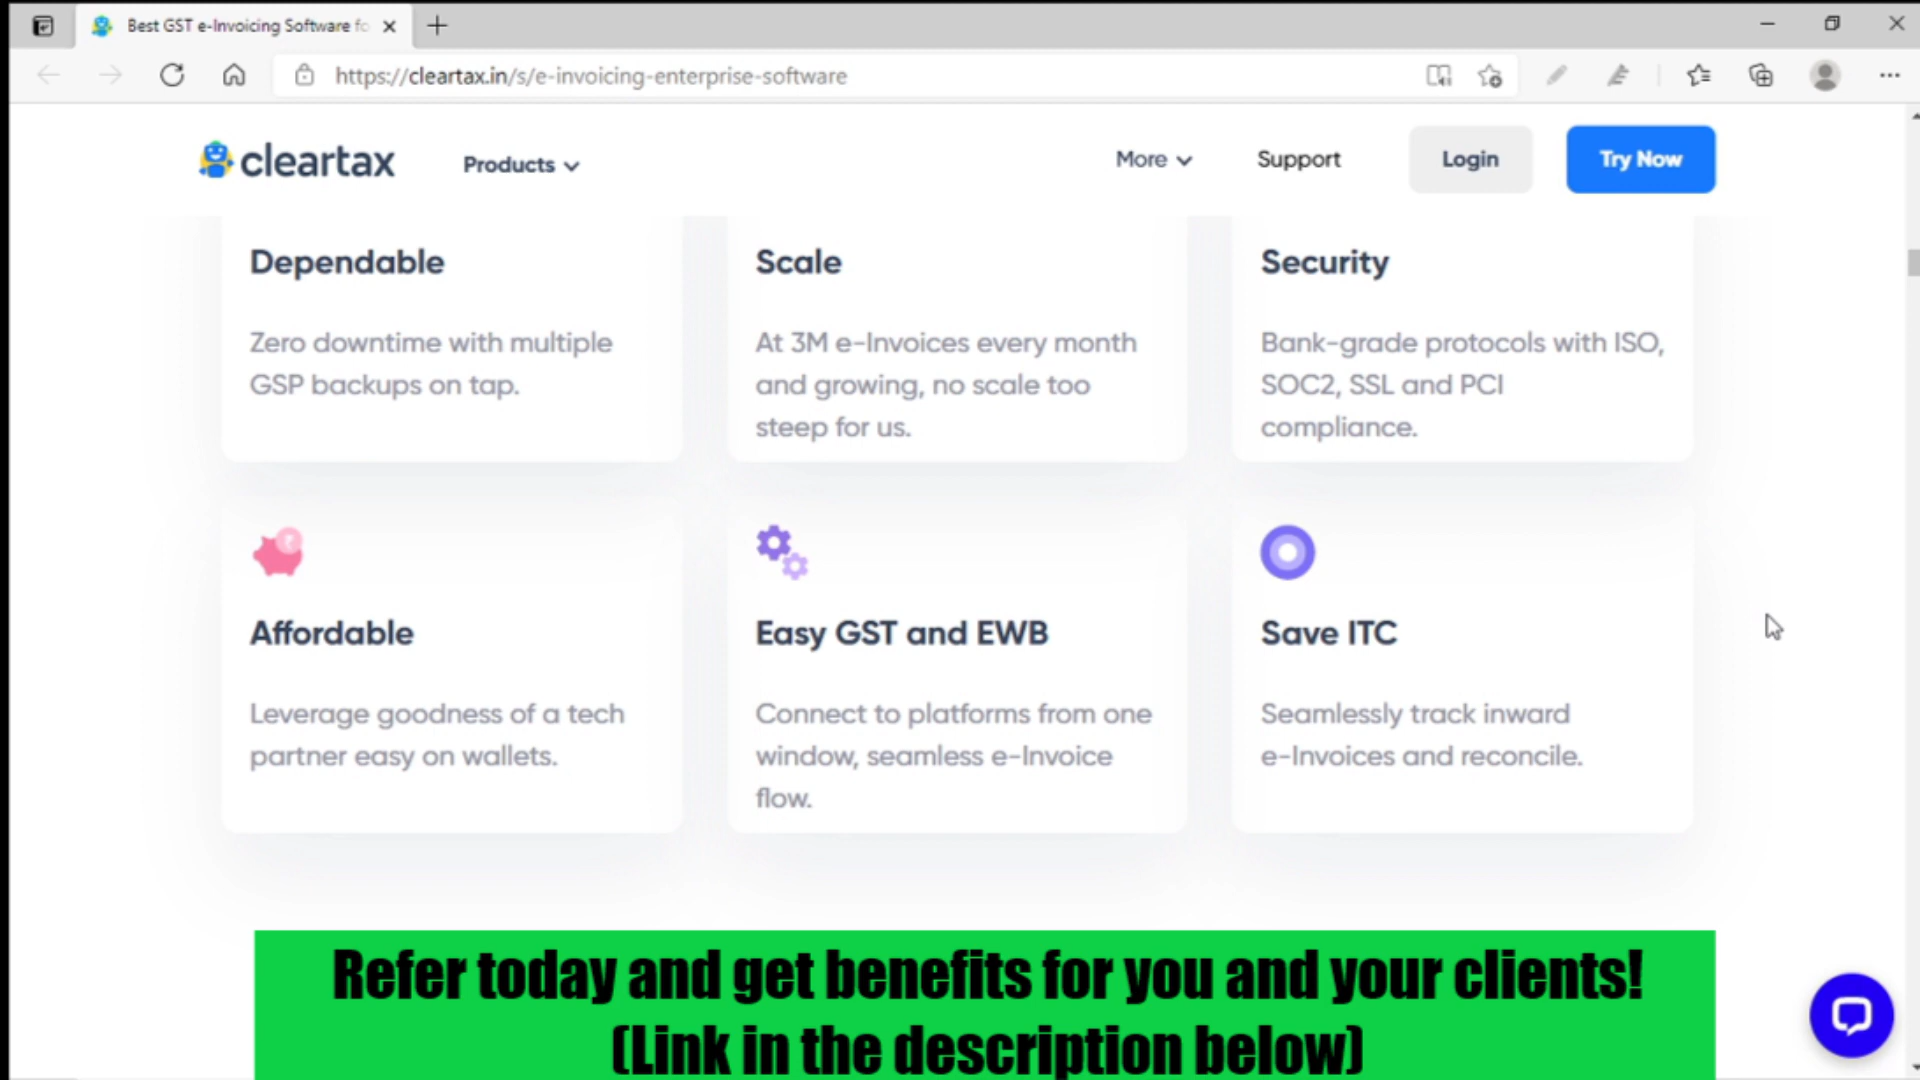 Best GST e-Invoicing Software fo
https://cleartax.in/s/e-invoicing-enterprise-software
cleartax
Products
More
Support
Login
Try Now
Dependable
Zero downtime with multiple
GSP backups on tap.
Scale
At 3M e-Invoices every month
and growing, no scale too
steep for us.
Security
Bank-grade protocols with ISO,
SOC2, SSL and PCI
compliance.
Affordable
Leverage goodness of a tech
partner easy on wallets.
Easy GST and EWB
Connect to platforms from one
window, seamless e-Invoice
flow.
Save ITC
Seamlessly track inward
e-Invoices and reconcile.
Refer today and get benefits for you and your clients!
(Link in the description below)